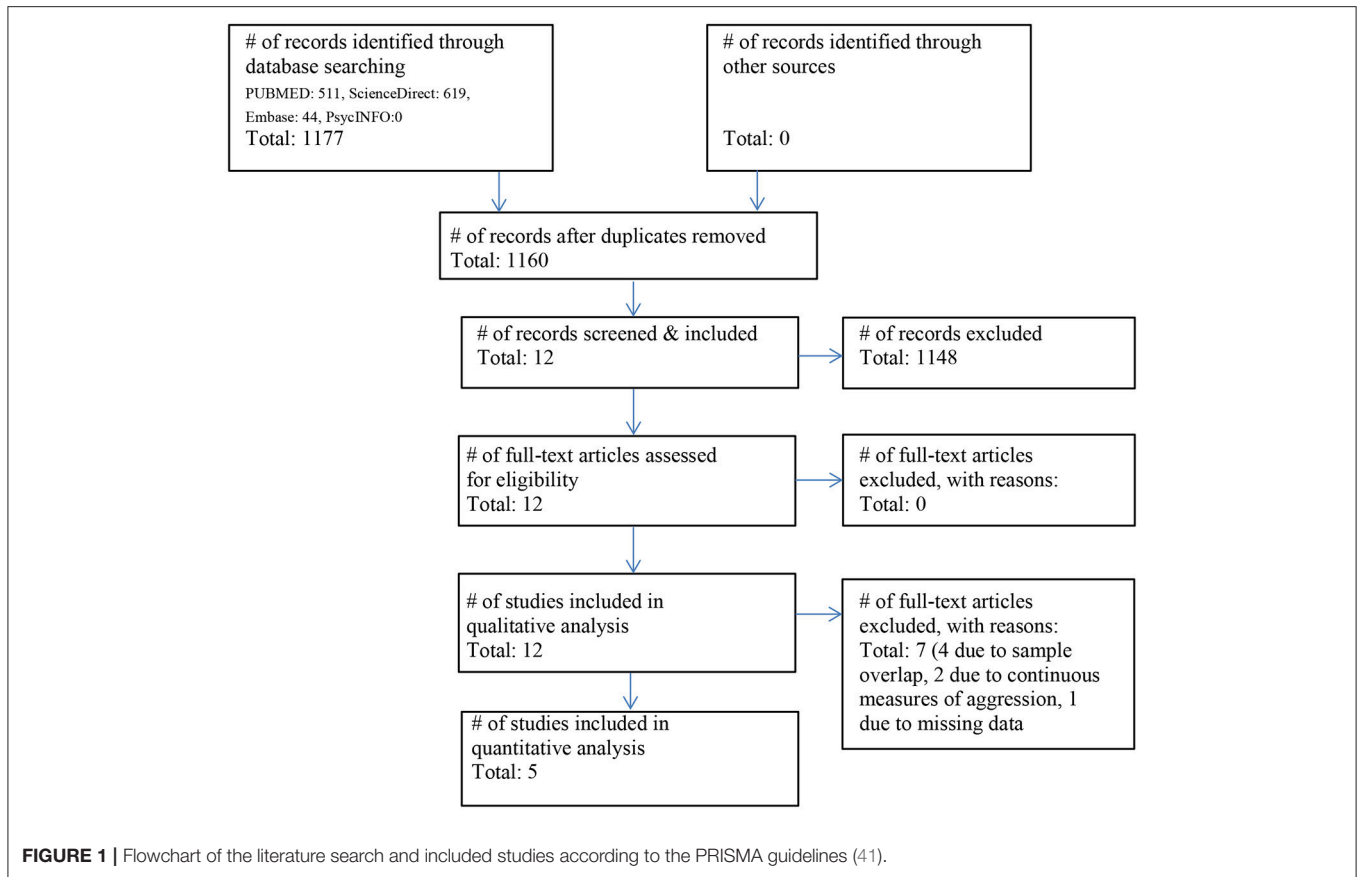 # of records identified through
database searching
PUBMED: 511, ScienceDirect: 619,
Embase: 44, PsycINFO:0
Total: 1177
# of records identified through
other sources
Total: 0
# of records after duplicates removed
Total: 1160
# of records screened & included
Total: 12
# of records excluded
Total: 1148
# of full-text articles assessed
for eligibility
Total: 12
# of full-text articles
excluded, with reasons:
Total: 0
# of studies included in
qualitative analysis
Total: 12
# of full-text articles
excluded, with reasons:
Total: 7 (4 due to sample
overlap, 2 due to continuous
measures of aggression, 1
due to missing data
# of studies included in
quantitative analysis
Total: 5
FIGURE 1 | Flowchart of the literature search and included studies according to the PRISMA guidelines (41).